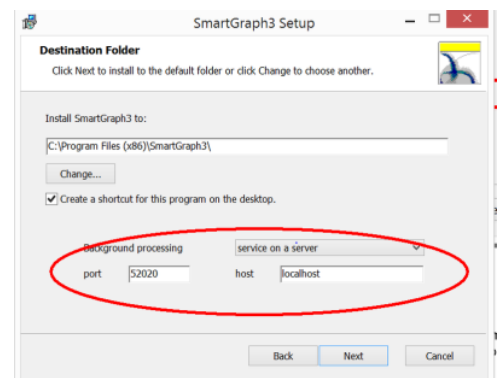 SmartGraph3 Setup
Destination Folder
Click Next to install to the default folder or click Change to choose another.
Install SmartGraph3 to:
C:\Program Files (x86)\SmartGraph3\
Change...
Create a shortcut for this program on the desktop.
Background processing service on a server
port 52020 host localhost
Back Next Cancel